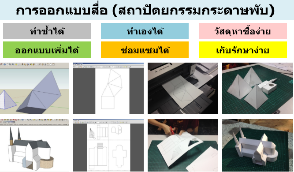 การออกแบบสื่อ (สถาปัตยกรรมกระดาษพับ)
ทำซ้ำได้ ทำเองได้ วัสดุหาซื้อง่าย
ออกแบบเพิ่มได้ ซ่อมแซมได้ เก็บรักษาง่าย